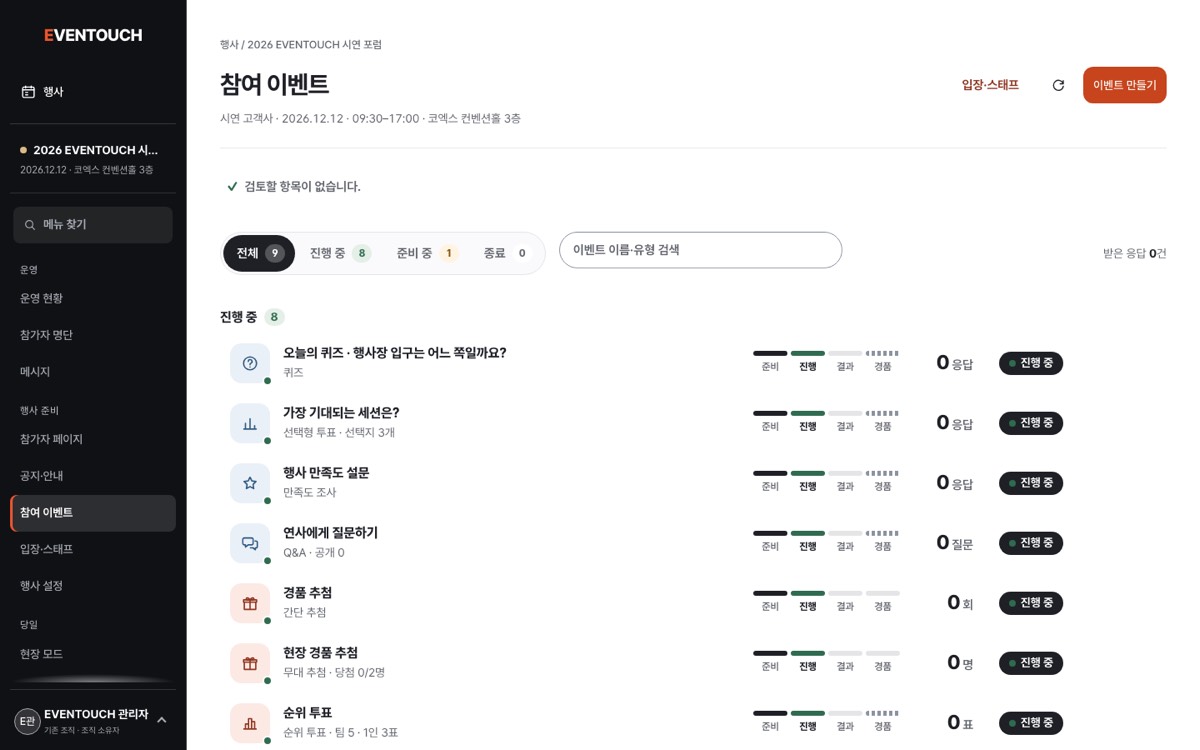 EVENTOUCH
행사
2026 EVENTOUCH 시...
2026.12.12 · 코엑스 컨벤션홀 3층
메뉴 찾기
운영
운영 현황
참가자 명단
메시지
행사 준비
참가자 페이지
공지·안내
참여 이벤트
입장·스태프
행사 설정
당일
현장 모드
E관
EVENTOUCH 관리자
기존 조직 · 조직 소유자
행사 / 2026 EVENTOUCH 시연 포럼
참여 이벤트
입장·스태프
이벤트 만들기
시연 고객사 · 2026.12.12 · 09:30–17:00 · 코엑스 컨벤션홀 3층
검토할 항목이 없습니다.
전체 9 진행 중 8 준비 중 1 종료 0
이벤트 이름·유형 검색
받은 응답 0건
진행 중 8
오늘의 퀴즈 · 행사장 입구는 어느 쪽일까요?
퀴즈
준비 진행 결과 경품
0 응답
진행 중
가장 기대되는 세션은?
선택형 투표 · 선택지 3개
준비 진행 결과 경품
0 응답
진행 중
행사 만족도 설문
만족도 조사
준비 진행 결과 경품
0 응답
진행 중
연사에게 질문하기
Q&A · 공개 0
준비 진행 결과 경품
0 질문
진행 중
경품 추첨
간단 추첨
준비 진행 결과 경품
0 회
진행 중
현장 경품 추첨
무대 추첨 · 당첨 0/2명
준비 진행 결과 경품
0 명
진행 중
순위 투표
순위 투표 · 팀 5 · 1인 3표
준비 진행 결과 경품
0 표
진행 중